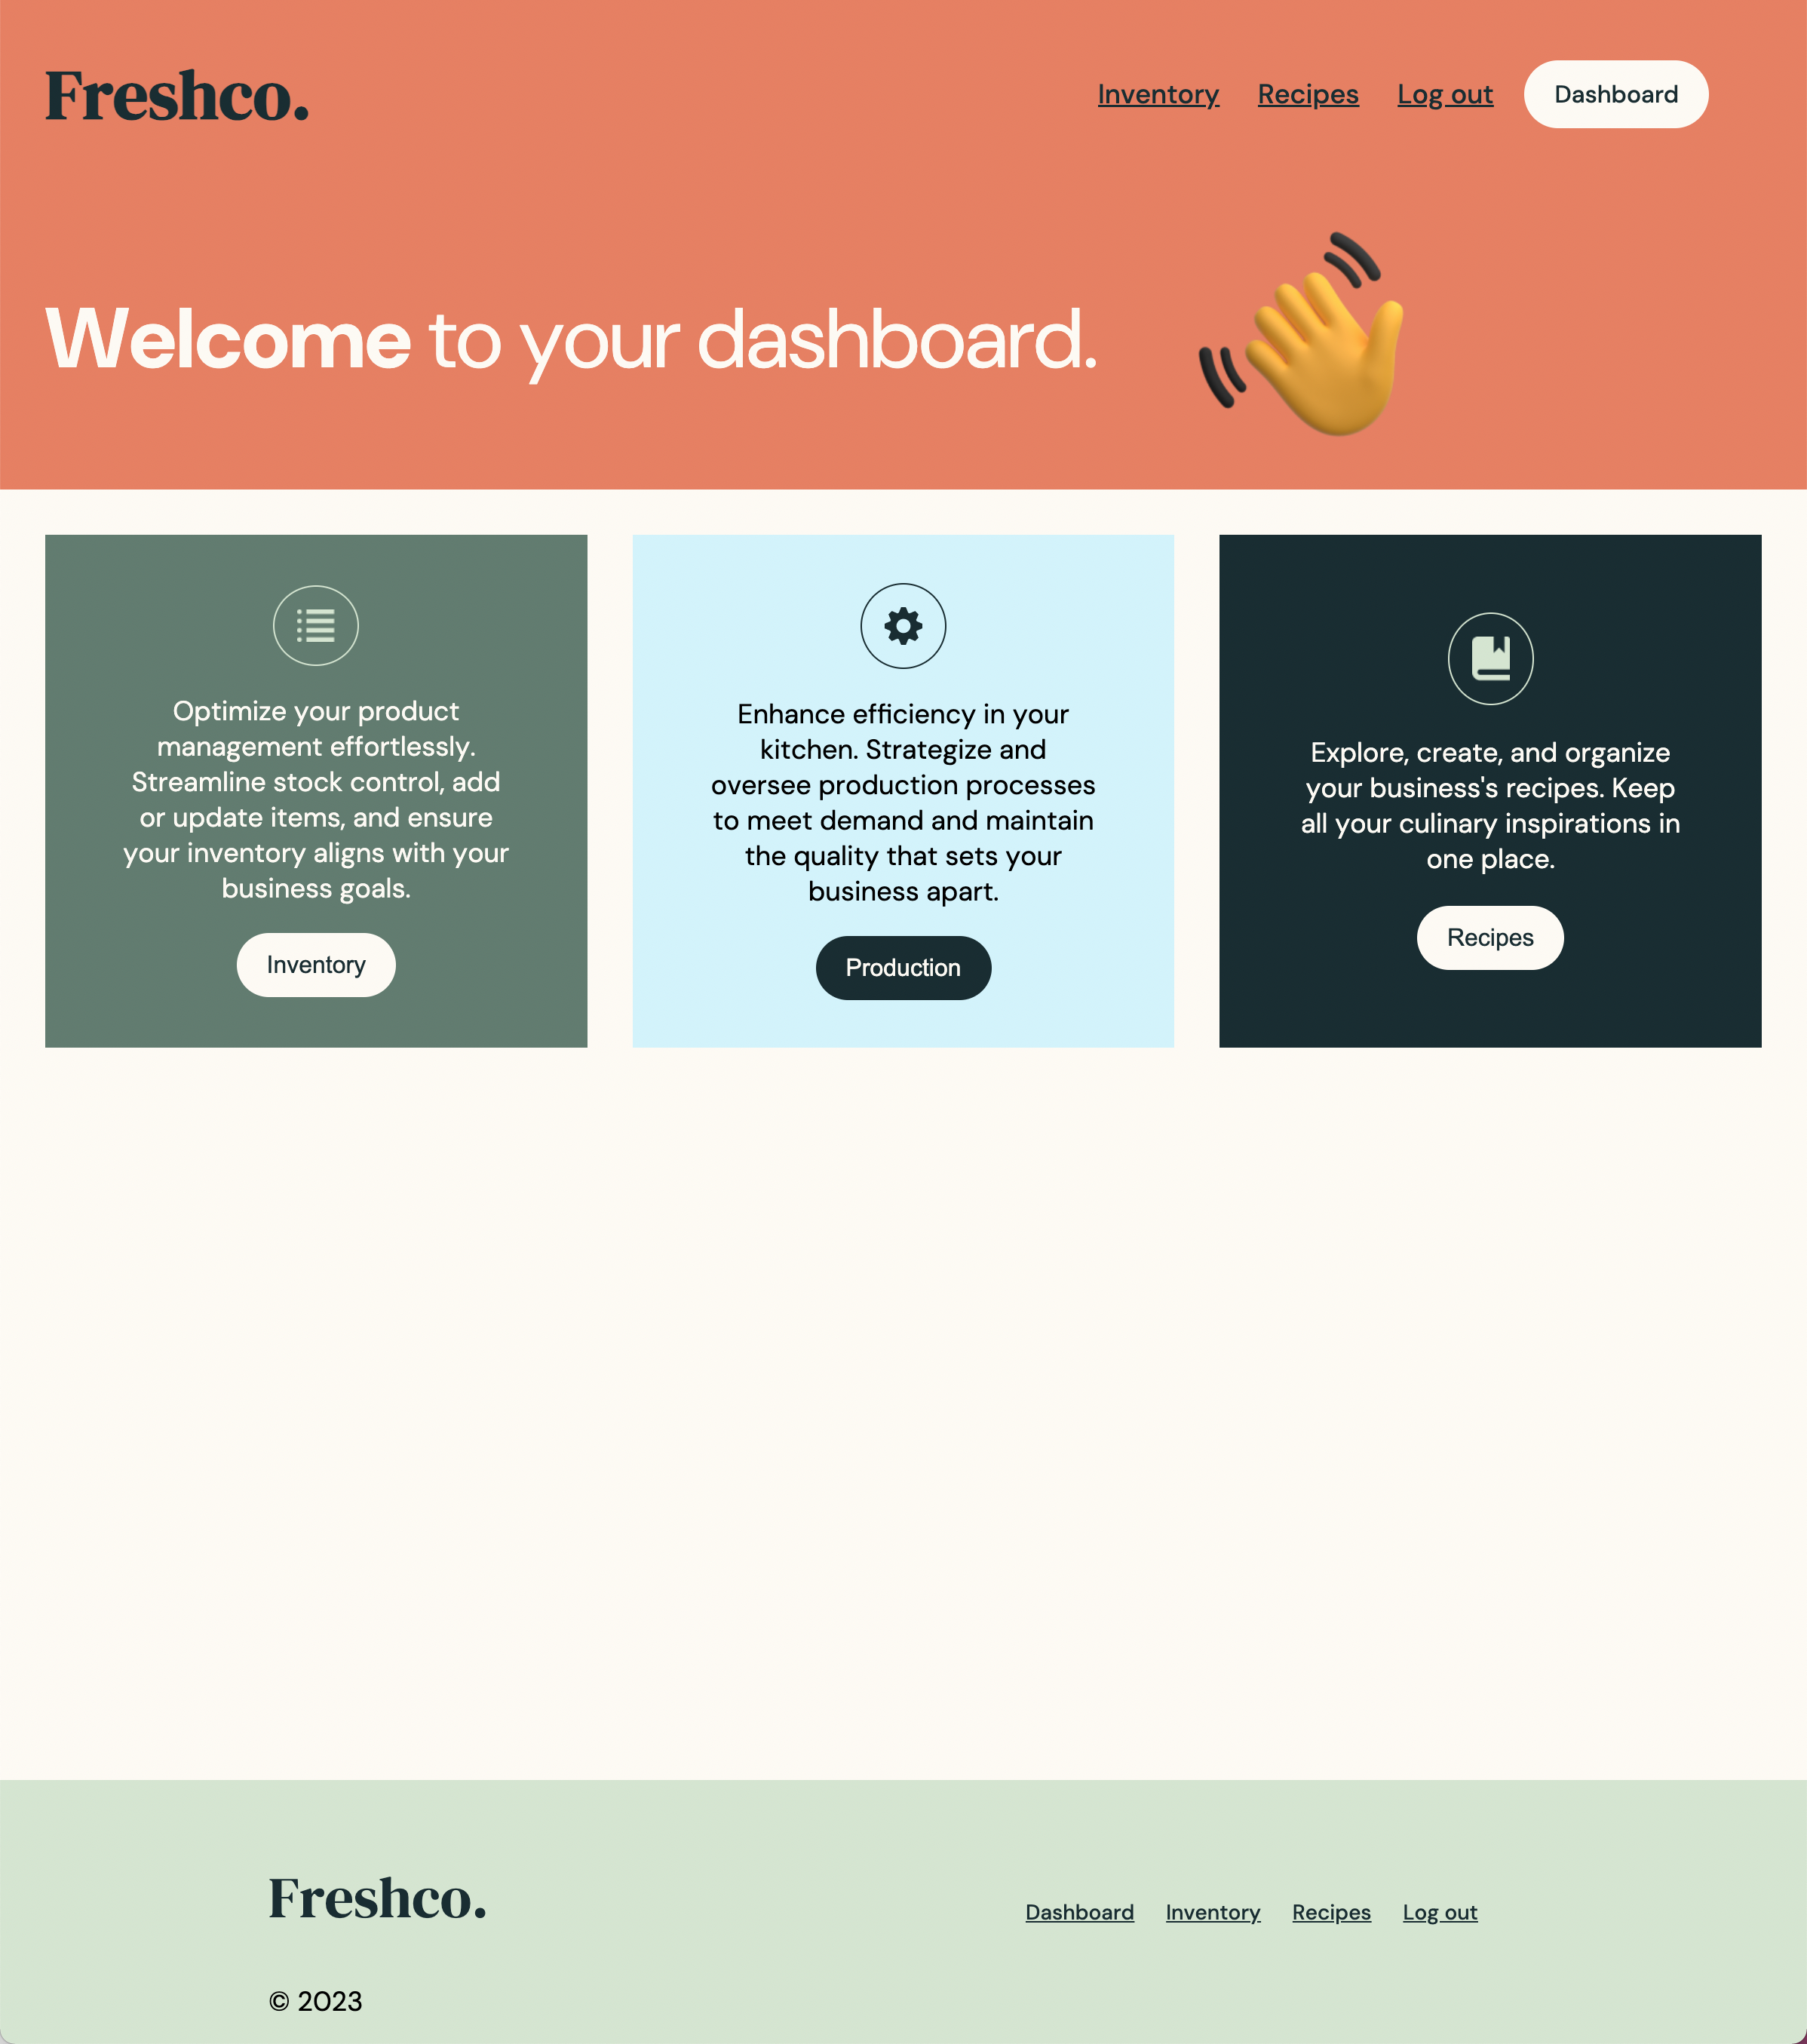 Freshco.
Inventory Recipes Log out Dashboard
Welcome to your dashboard.
Optimize your product
management effortlessly.
Streamline stock control, add
or update items, and ensure
your inventory aligns with your
business goals.
Inventory
Enhance efficiency in your
kitchen. Strategize and
oversee production processes
to meet demand and maintain
the quality that sets your
business apart.
Production
Explore, create, and organize
your business's recipes. Keep
all your culinary inspirations in
one place.
Recipes
Freshco.
Dashboard Inventory Recipes Log out
© 2023